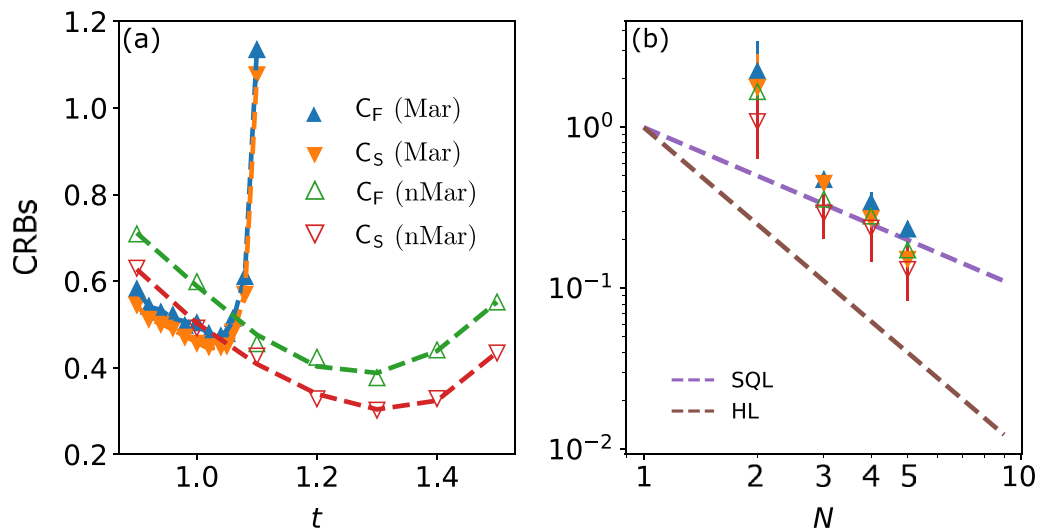 (a)
CRBs
1.2
1.0
0.8
0.6
0.4
0.2
1.0
1.2
1.4
t
C_F (Mar)
C_S (Mar)
C_F (nMar)
C_S (nMar)
(b)
10^0
10^-1
10^-2
1
2
3
4
5
10
N
SQL
HL